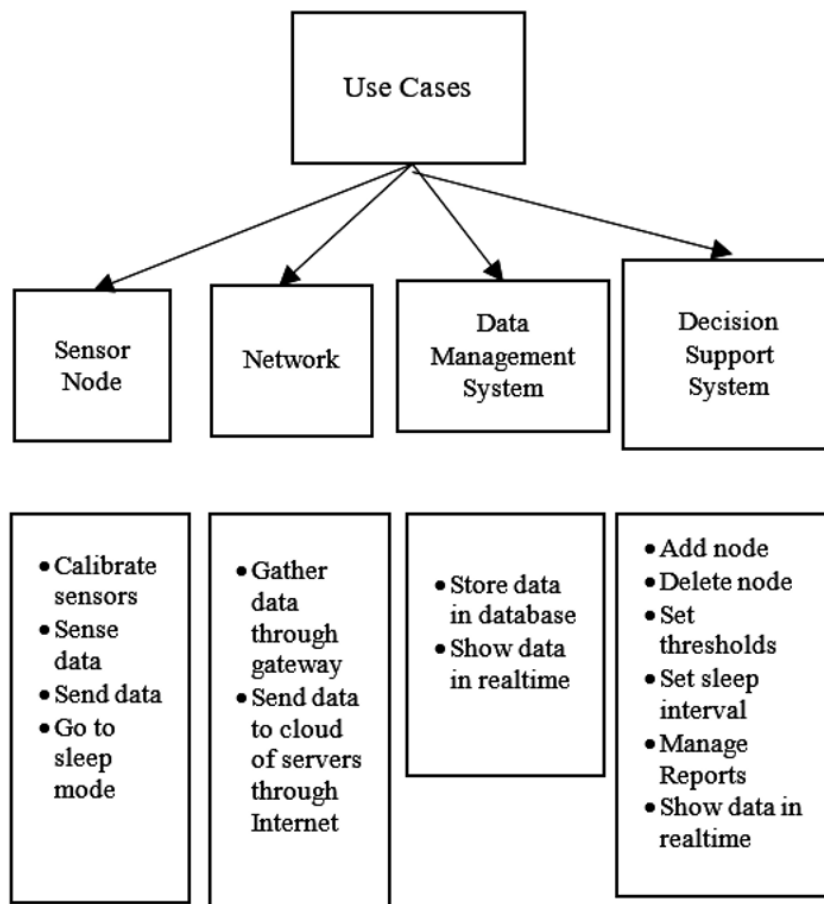 Use Cases
Sensor
Node
Network
Data
Management
System
Decision
Support
System
• Calibrate
sensors
• Sense
data
• Send data
• Go to
sleep
mode
• Gather
data
through
gateway
• Send data
to cloud
of servers
through
Internet
• Store data
in database
• Show data
in realtime
• Add node
• Delete node
• Set
thresholds
• Set sleep
interval
• Manage
Reports
• Show data in
realtime